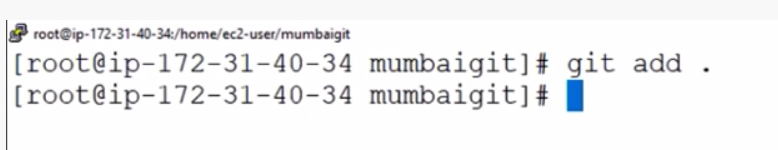 root@ip-172-31-40-34:/home/ec2-user/mumbaigit
[root@ip-172-31-40-34 mumbaigit]# git add .
[root@ip-172-31-40-34 mumbaigit]#